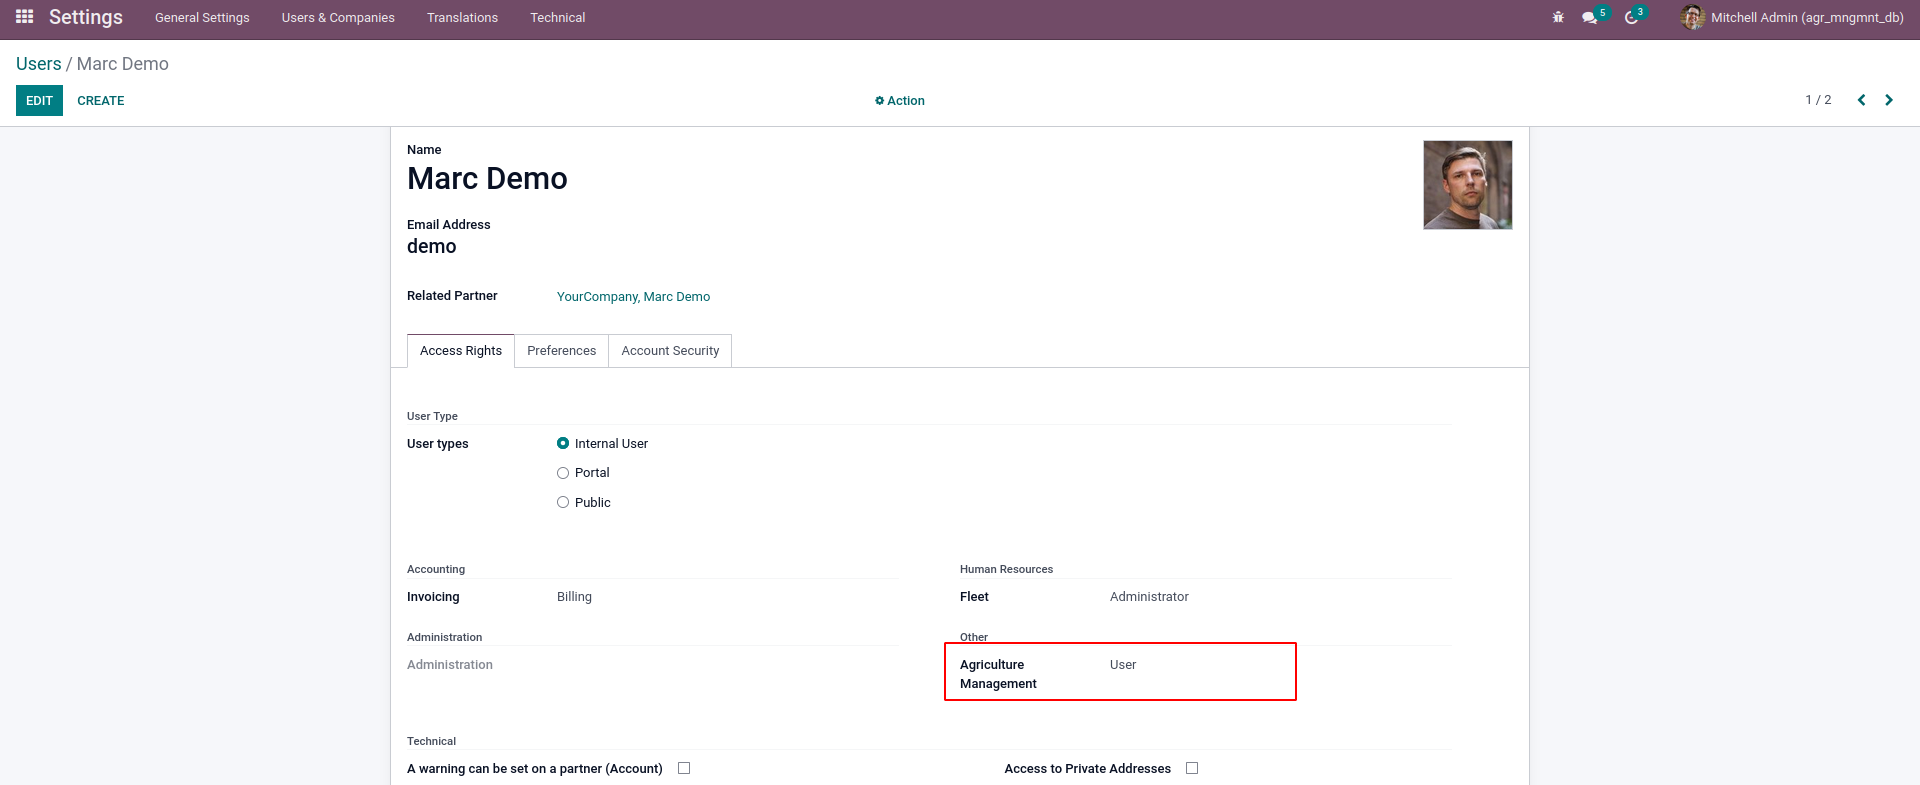 Settings General Settings Users & Companies Translations Technical 5 3 Mitchell Admin (agr_mngmnt_db)
Users / Marc Demo
EDIT CREATE Action 1 / 2
Name
Marc Demo
Email Address
demo
Related Partner YourCompany, Marc Demo
Access Rights Preferences Account Security
User Type
User types Internal User
Portal
Public
Accounting Human Resources
Invoicing Billing Fleet Administrator
Administration Other
Administration Agriculture User
Management
Technical
A warning can be set on a partner (Account) Access to Private Addresses